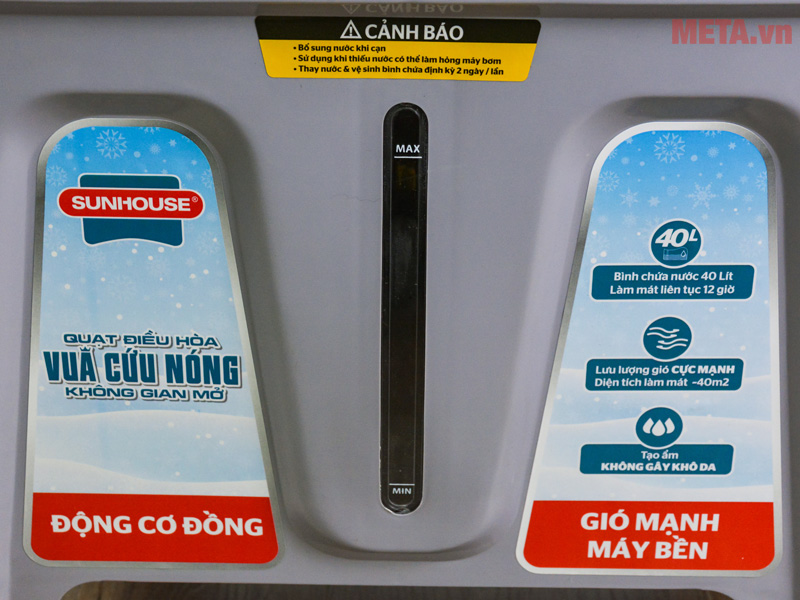 META.vn
⚠ CẢNH BÁO
• Bổ sung nước khi cạn
• Sử dụng khi thiếu nước có thể làm hỏng máy bơm
• Thay nước & vệ sinh bình chứa định kỳ 2 ngày / lần
MAX
MIN
SUNHOUSE®
QUẠT ĐIỀU HÒA
VUA CỨU NÓNG
KHÔNG GIAN MỞ
ĐỘNG CƠ ĐỒNG
40L
Bình chứa nước 40 Lít
Làm mát liên tục 12 giờ
Lưu lượng gió CỰC MẠNH
Diện tích làm mát ~40m2
Tạo ẩm
KHÔNG GÂY KHÔ DA
GIÓ MẠNH
MÁY BỀN